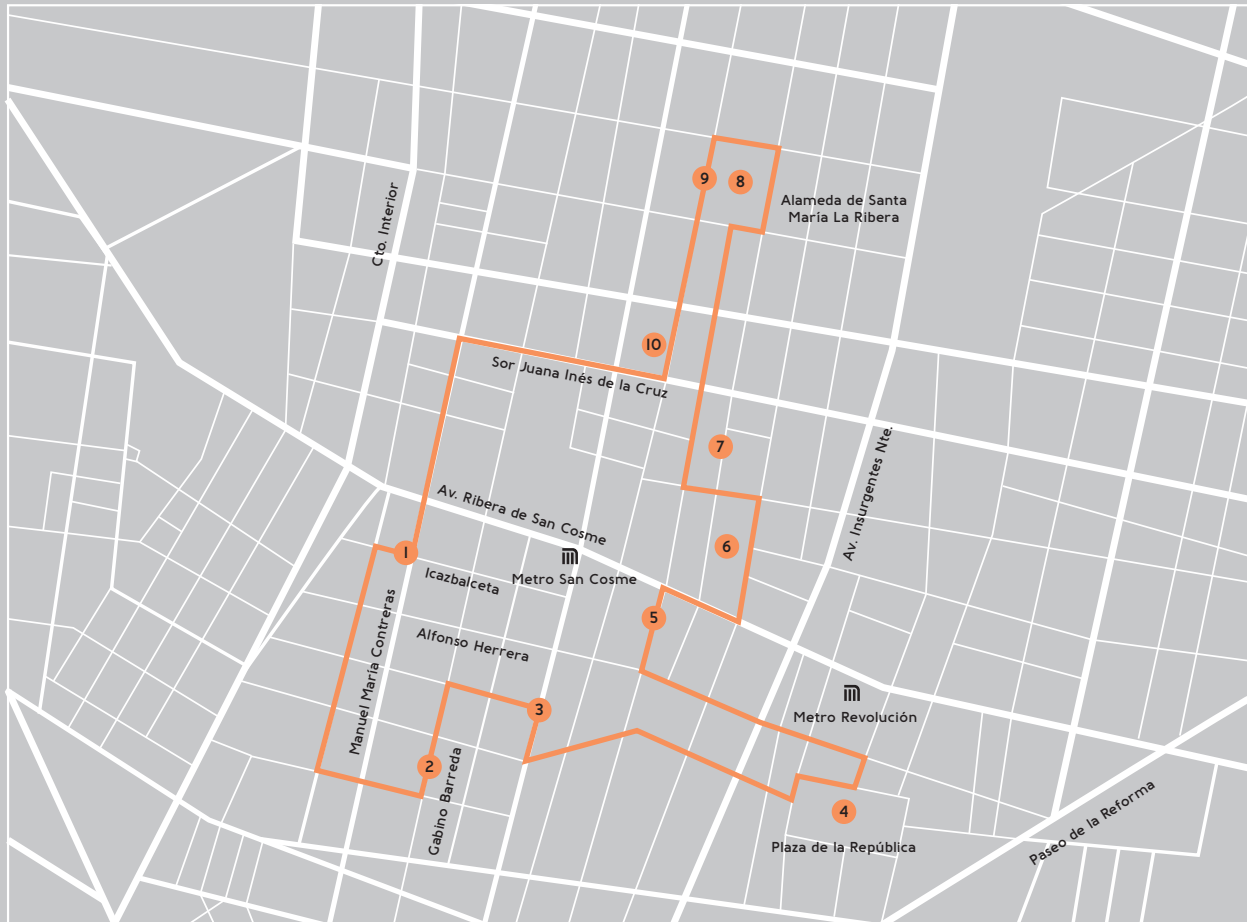 9
8
Alameda de Santa
María La Ribera
Cto. Interior
10
Sor Juana Inés de la Cruz
7
Av. Insurgentes Nte.
Av. Ribera de San Cosme
6
1
Icazbalceta
Metro San Cosme
5
Manuel María Contreras
Alfonso Herrera
3
Metro Revolución
2
Gabino Barreda
4
Plaza de la República
Paseo de la Reforma